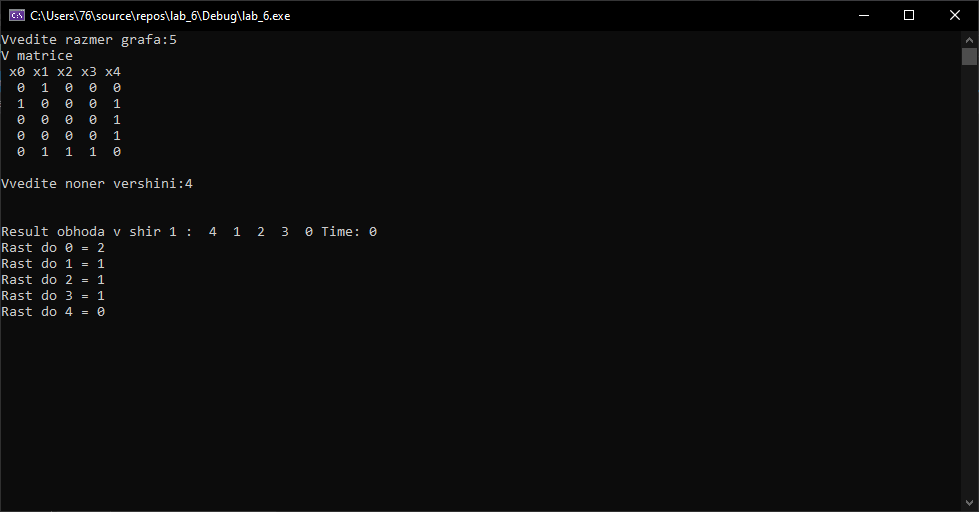 C:\Users\76\source\repos\lab_6\Debug\lab_6.exe
Vvedite razmer grafa:5
V matrice
x0 x1 x2 x3 x4
0 1 0 0 0
1 0 0 0 1
0 0 0 0 1
0 0 0 0 1
0 1 1 1 0
Vvedite noner vershini:4
Result obhoda v shir 1 :  4  1  2  3  0 Time: 0
Rast do 0 = 2
Rast do 1 = 1
Rast do 2 = 1
Rast do 3 = 1
Rast do 4 = 0